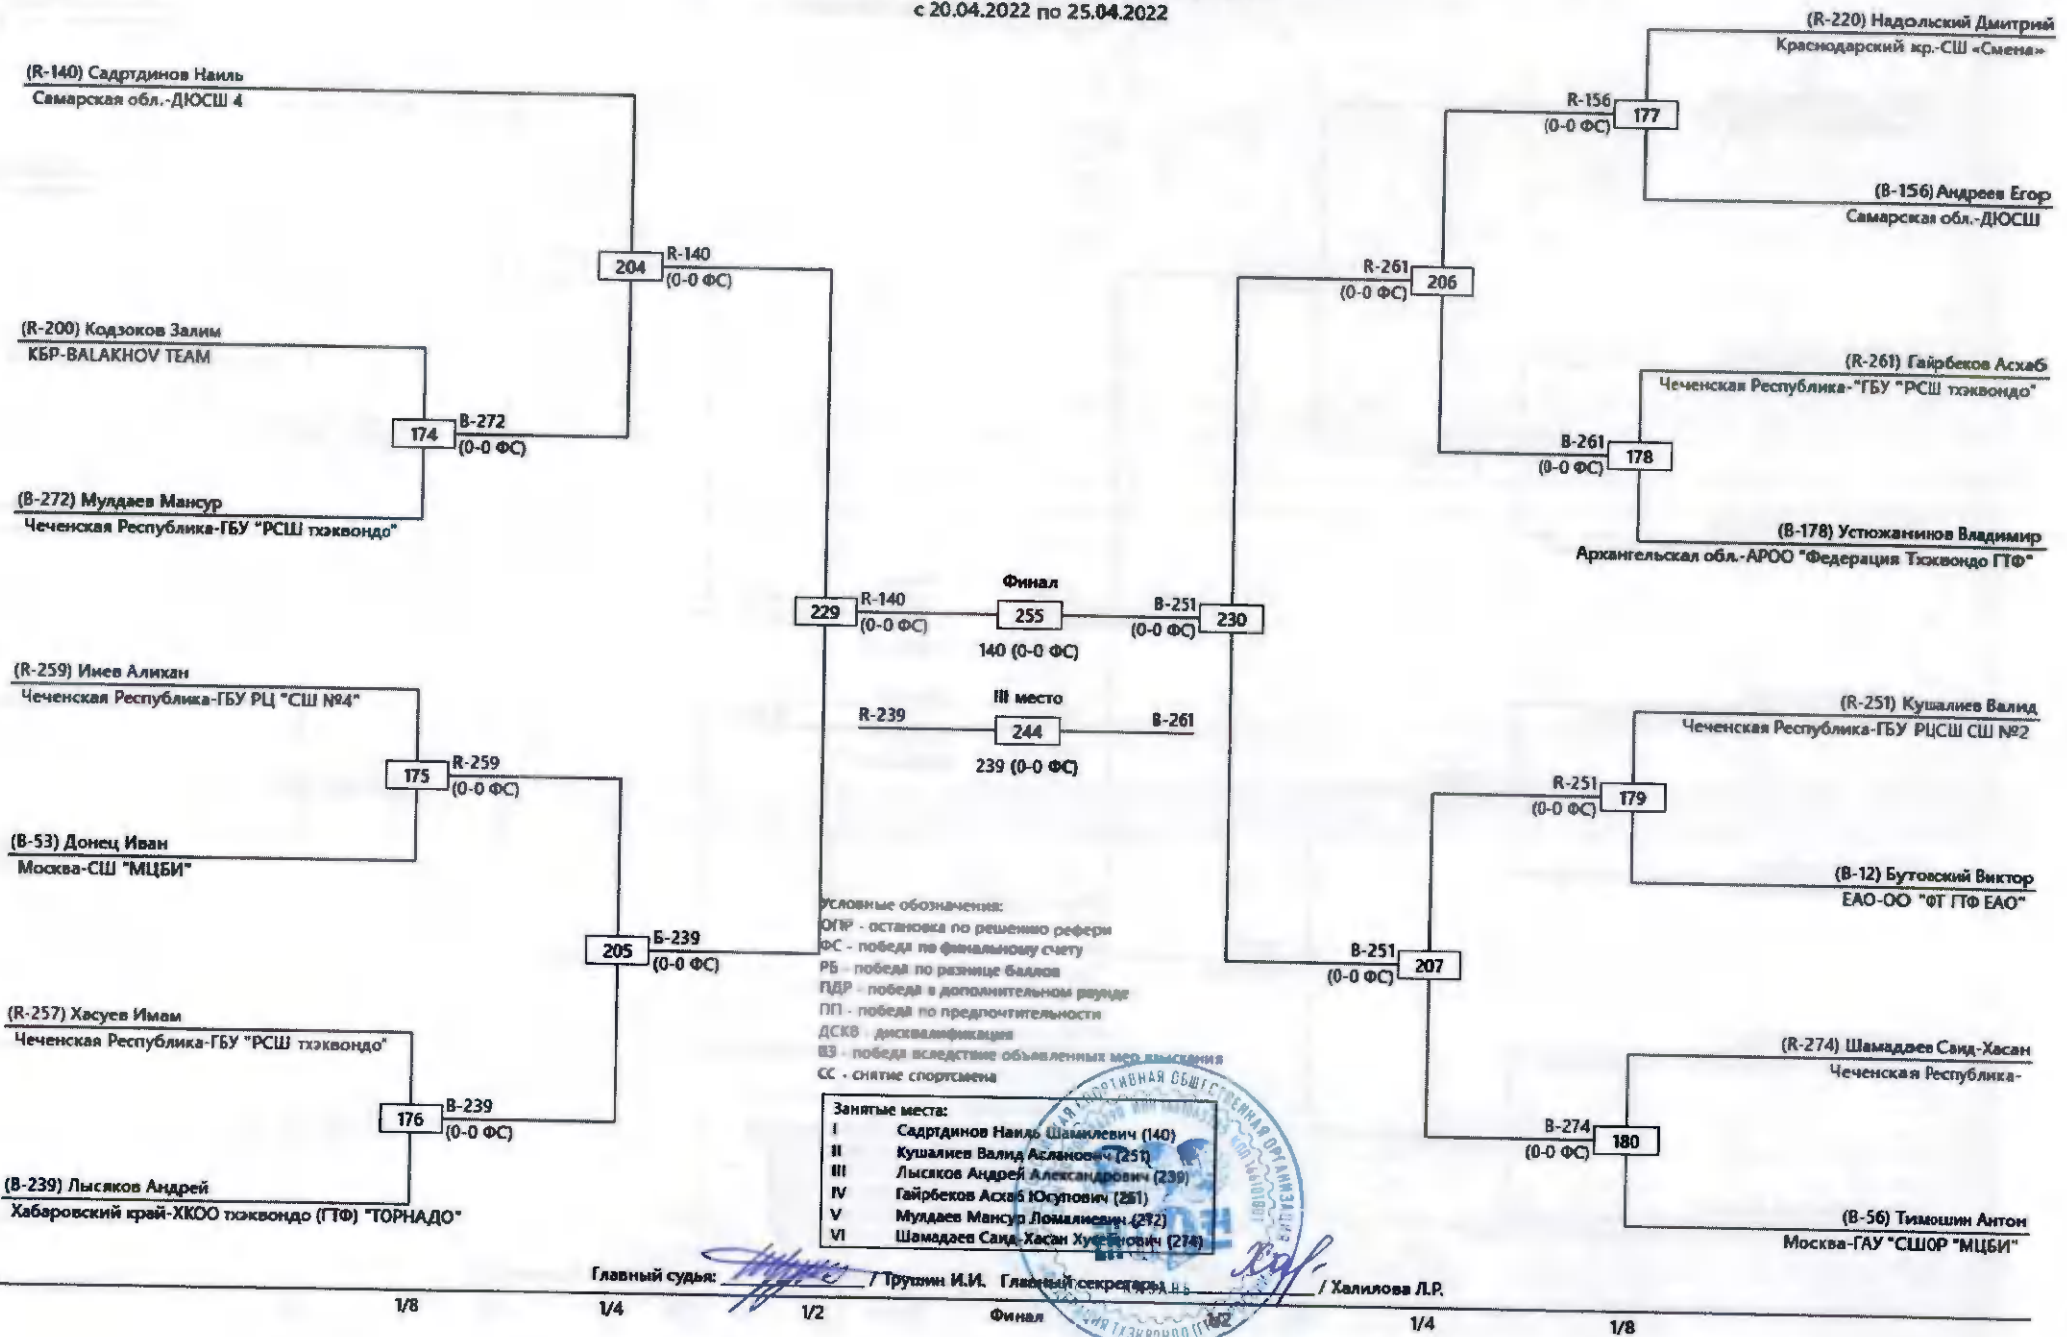 с 20.04.2022 по 25.04.2022
(R-140) Садртдинов Наиль
Самарская обл.-ДЮСШ 4
(R-200) Кодзоков Залим
КБР-BALAKHOV TEAM
174
B-272
(0-0 ФС)
(B-272) Мулдаев Мансур
Чеченская Республика-ГБУ "РСШ тхэквондо"
204
R-140
(0-0 ФС)
(R-259) Инев Алихан
Чеченская Республика-ГБУ РЦ "СШ №4"
175
R-259
(0-0 ФС)
(B-53) Донец Иван
Москва-СШ "МЦБИ"
205
Б-239
(0-0 ФС)
(R-257) Хасуев Имам
Чеченская Республика-ГБУ "РСШ тхэквондо"
176
B-239
(0-0 ФС)
(B-239) Лысяков Андрей
Хабаровский край-ХКОО тхэквондо (ГТФ) "ТОРНАДО"
229
R-140
(0-0 ФС)
Финал
255
140 (0-0 ФС)
III место
R-239
244
B-261
239 (0-0 ФС)
B-251
(0-0 ФС)
230
(R-220) Надольский Дмитрий
Краснодарский кр.-СШ «Смена»
R-156
(0-0 ФС)
177
(B-156) Андреев Егор
Самарская обл.-ДЮСШ
R-261
(0-0 ФС)
206
(R-261) Гайрбеков Асхаб
Чеченская Республика-"ГБУ "РСШ тхэквондо"
B-261
(0-0 ФС)
178
(B-178) Устюжанинов Владимир
Архангельская обл.-АРОО "Федерация Тхэквондо ГТФ"
(R-251) Кушалиев Валид
Чеченская Республика-ГБУ РЦСШ СШ №2
R-251
(0-0 ФС)
179
(B-12) Бутовский Виктор
ЕАО-ОО "ФТ ГТФ ЕАО"
B-251
(0-0 ФС)
207
(R-274) Шамадаев Саид-Хасан
Чеченская Республика-
B-274
(0-0 ФС)
180
(B-56) Тимошин Антон
Москва-ГАУ "СШОР "МЦБИ"
Условные обозначения:
ОПР - остановка по решению рефери
ФС - победа по финальному счету
РБ - победа по разнице баллов
ПДР - победа в дополнительном раунде
ПП - победа по предпочтительности
ДСКВ - дисквалификация
ВЗ - победа вследствие объявленных мер взыскания
СС - снятие спортсмена
Занятые места:
I Садртдинов Наиль Шамилевич (140)
II Кушалиев Валид Асланович (251)
III Лысяков Андрей Александрович (239)
IV Гайрбеков Асхаб Юсупович (261)
V Мулдаев Мансур Ломалиевич (272)
VI Шамадаев Саид-Хасан Хусейнович (274)
Главный судья: / Трушин И.И. Главный секретарь: / Халилова Л.Р.
1/8 1/4 1/2 Финал 1/2 1/4 1/8